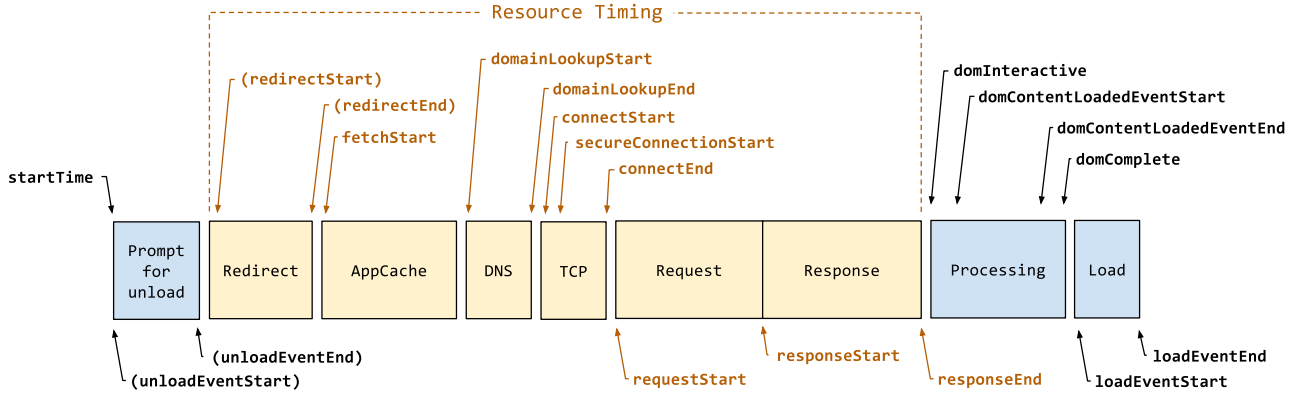 Resource Timing
domainLookupStart
domInteractive
(redirectStart)
domainLookupEnd
domContentLoadedEventStart
(redirectEnd)
connectStart
domContentLoadedEventEnd
fetchStart
secureConnectionStart
domComplete
connectEnd
startTime
Prompt
for
unload
Redirect
AppCache
DNS
TCP
Request
Response
Processing
Load
(unloadEventEnd)
responseStart
loadEventEnd
(unloadEventStart)
requestStart
responseEnd
loadEventStart